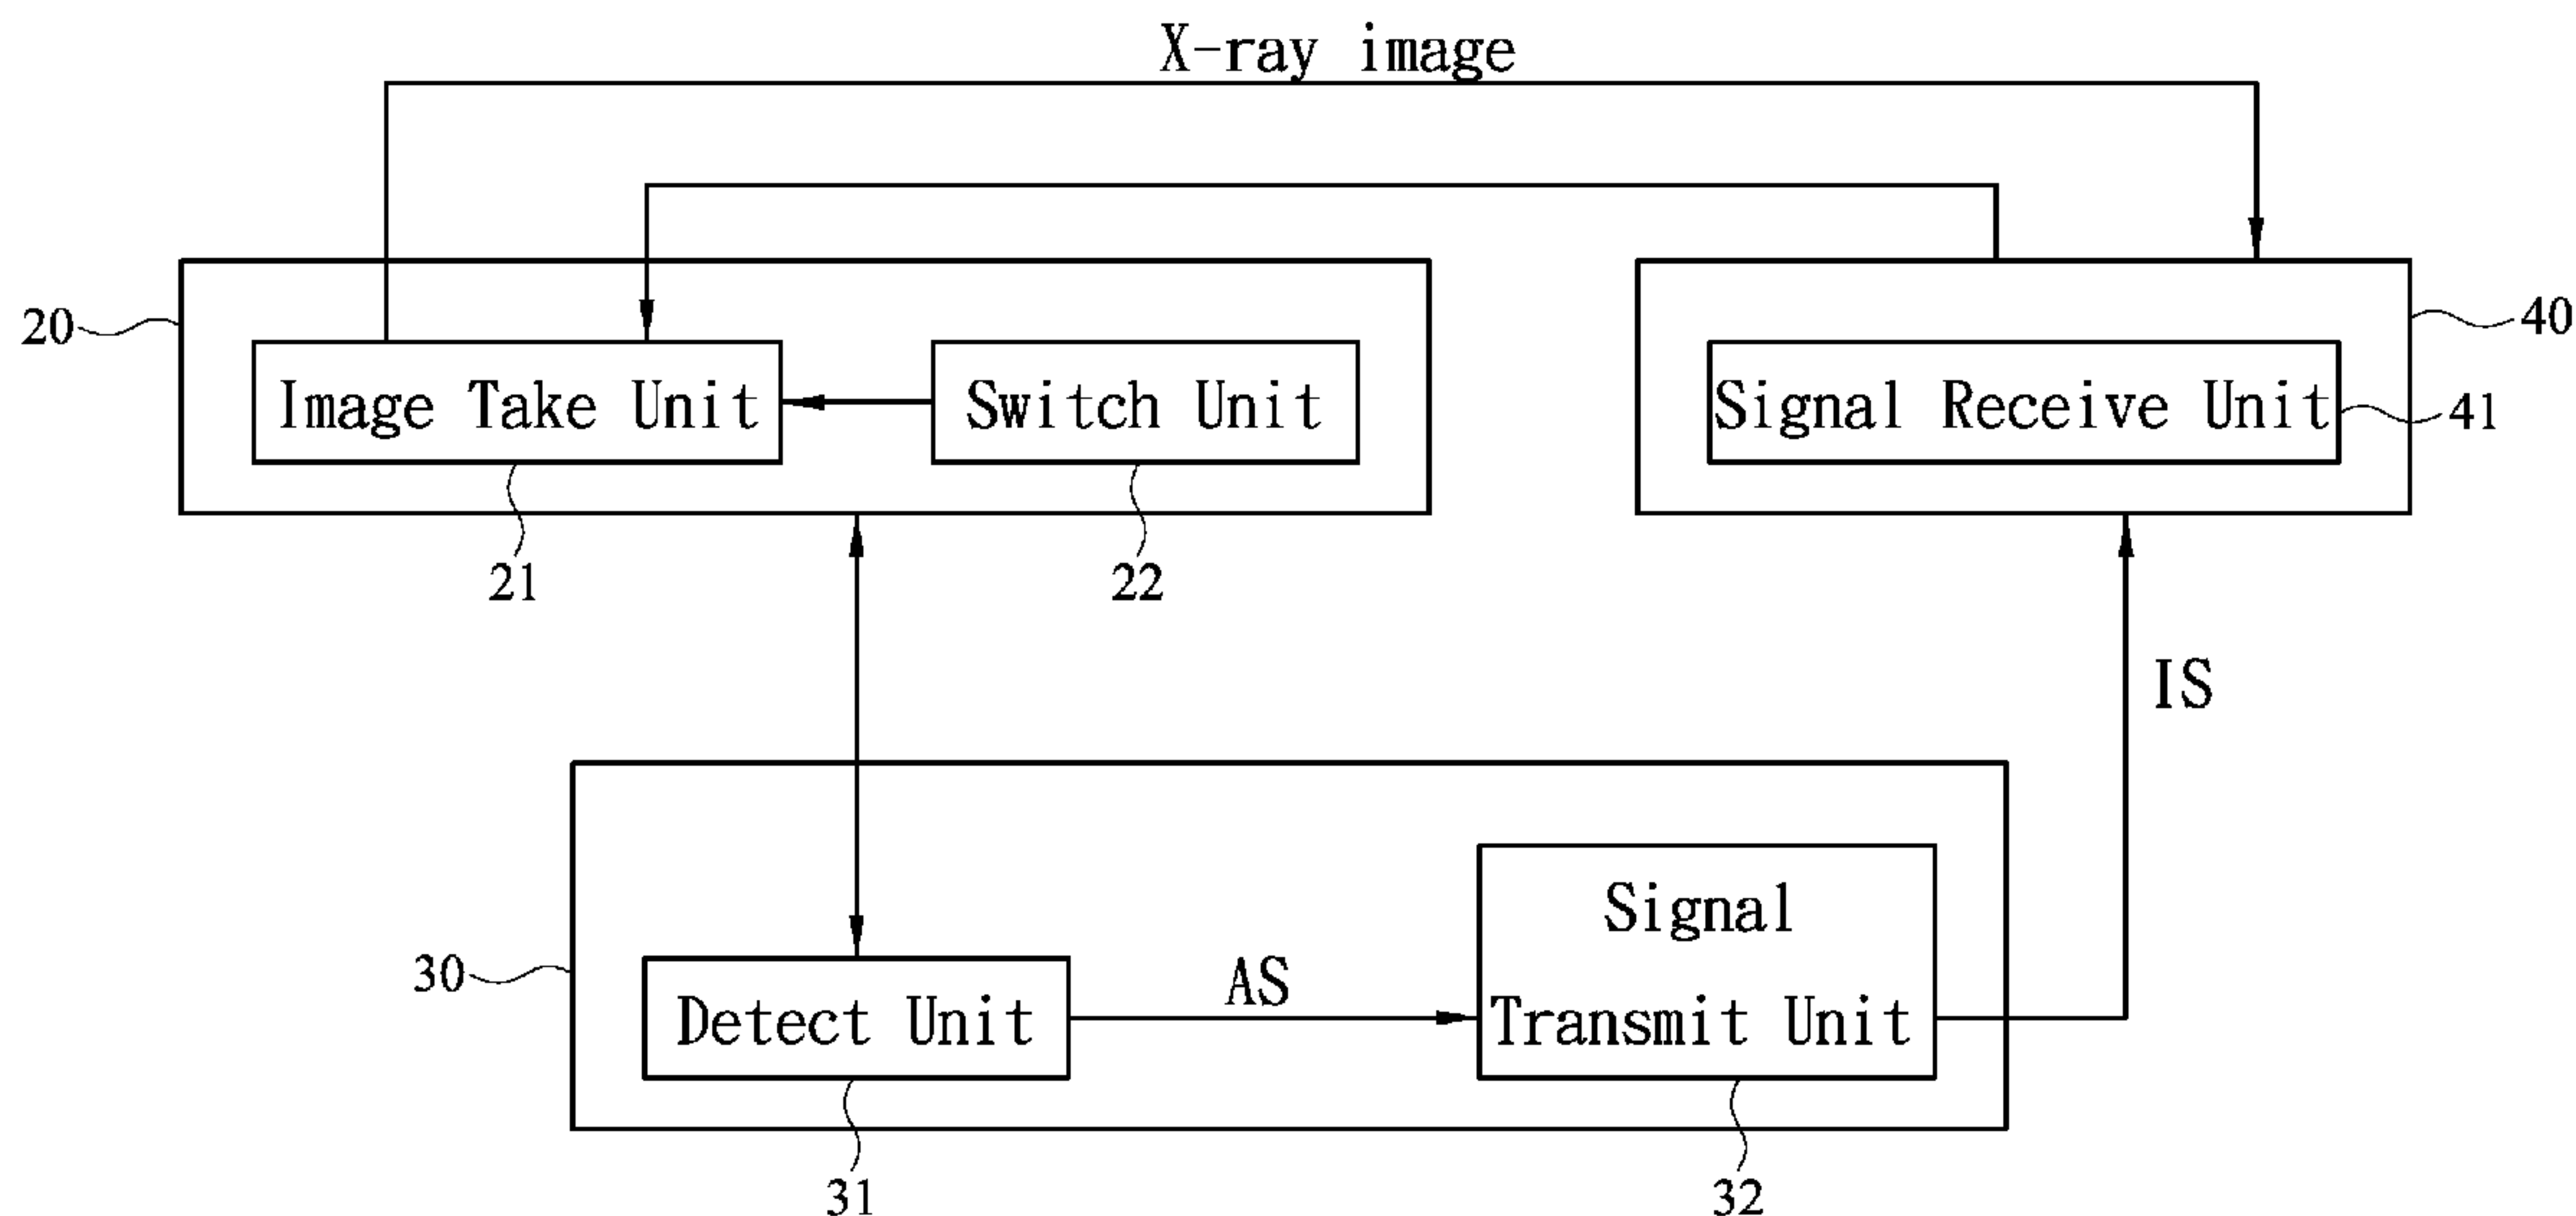 X-ray image
20
40
Image Take Unit
Switch Unit
Signal Receive Unit
41
21
22
IS
30
AS
Signal
Transmit Unit
Detect Unit
31
32